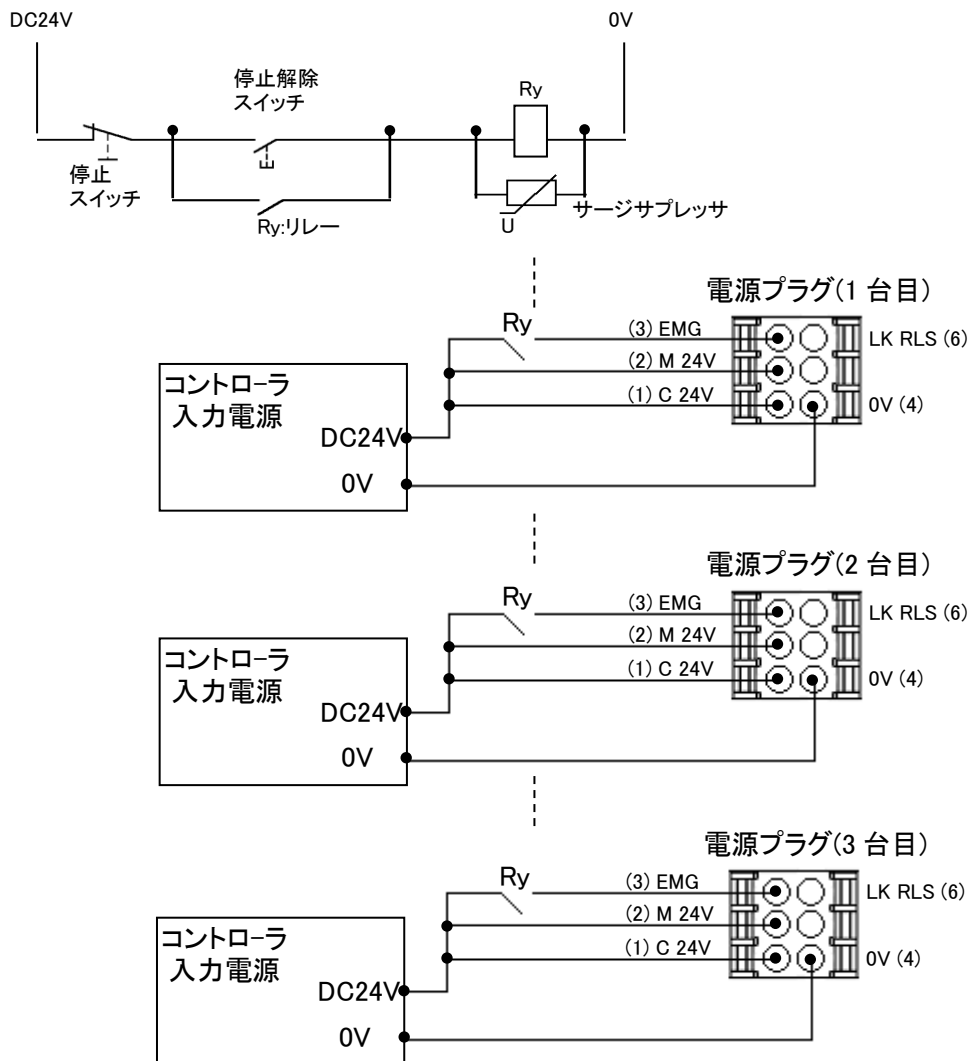 DC24V
0V
停止解除
スイッチ
Ry
停止
スイッチ
Ry:リレー
U
サージサプレッサ
電源プラグ(1 台目)
Ry
(3) EMG
LK RLS (6)
(2) M 24V
コントローラ
入力電源
(1) C 24V
0V (4)
DC24V
0V
電源プラグ(2 台目)
Ry
(3) EMG
LK RLS (6)
(2) M 24V
コントローラ
入力電源
(1) C 24V
0V (4)
DC24V
0V
電源プラグ(3 台目)
Ry
(3) EMG
LK RLS (6)
(2) M 24V
コントローラ
入力電源
(1) C 24V
0V (4)
DC24V
0V